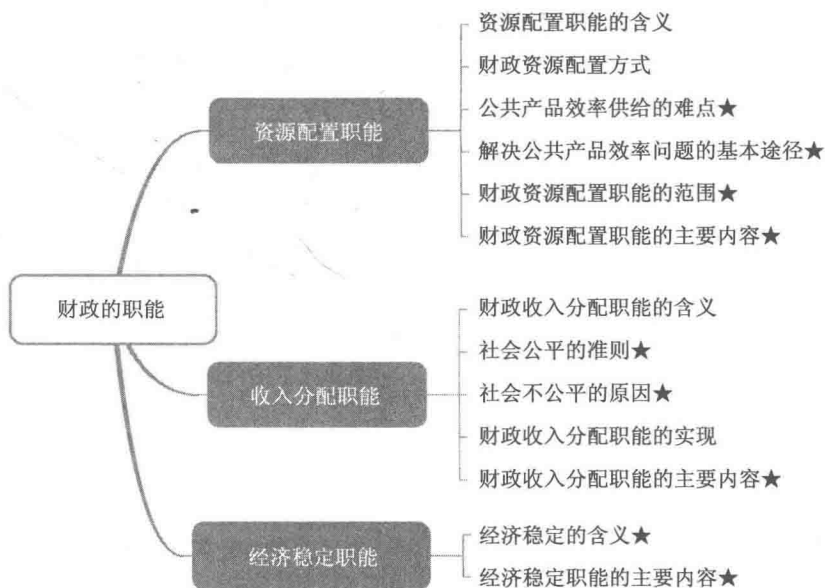 财政的职能
资源配置职能
资源配置职能的含义
财政资源配置方式
公共产品效率供给的难点★
解决公共产品效率问题的基本途径★
财政资源配置职能的范围★
财政资源配置职能的主要内容★
收入分配职能
财政收入分配职能的含义
社会公平的准则★
社会不公平的原因★
财政收入分配职能的实现
财政收入分配职能的主要内容★
经济稳定职能
经济稳定的含义★
经济稳定职能的主要内容★